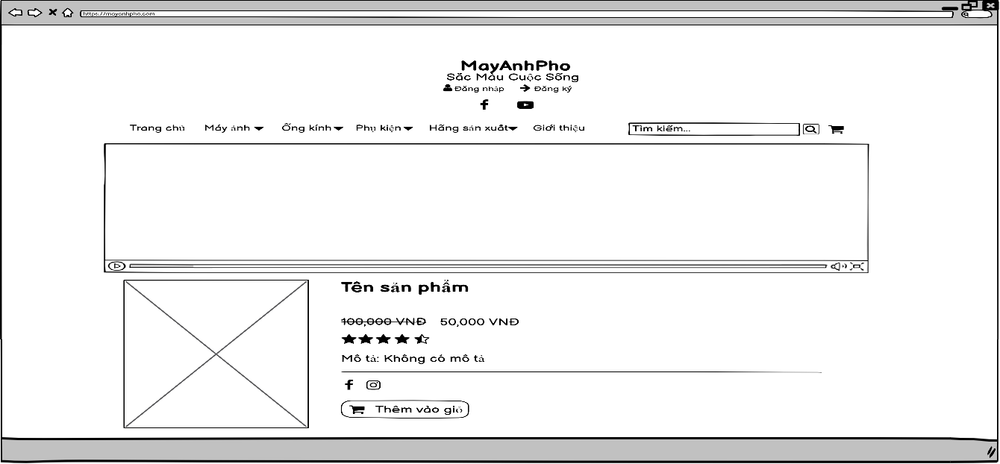 https://mayanhpho.com
MayAnhPho
Sắc Màu Cuộc Sống
Đăng nhập Đăng ký
Trang chủ Máy ảnh Ống kính Phụ kiện Hãng sản xuất Giới thiệu Tìm kiếm...
Tên sản phẩm
100,000 VNĐ 50,000 VNĐ
Mô tả: Không có mô tả
Thêm vào giỏ